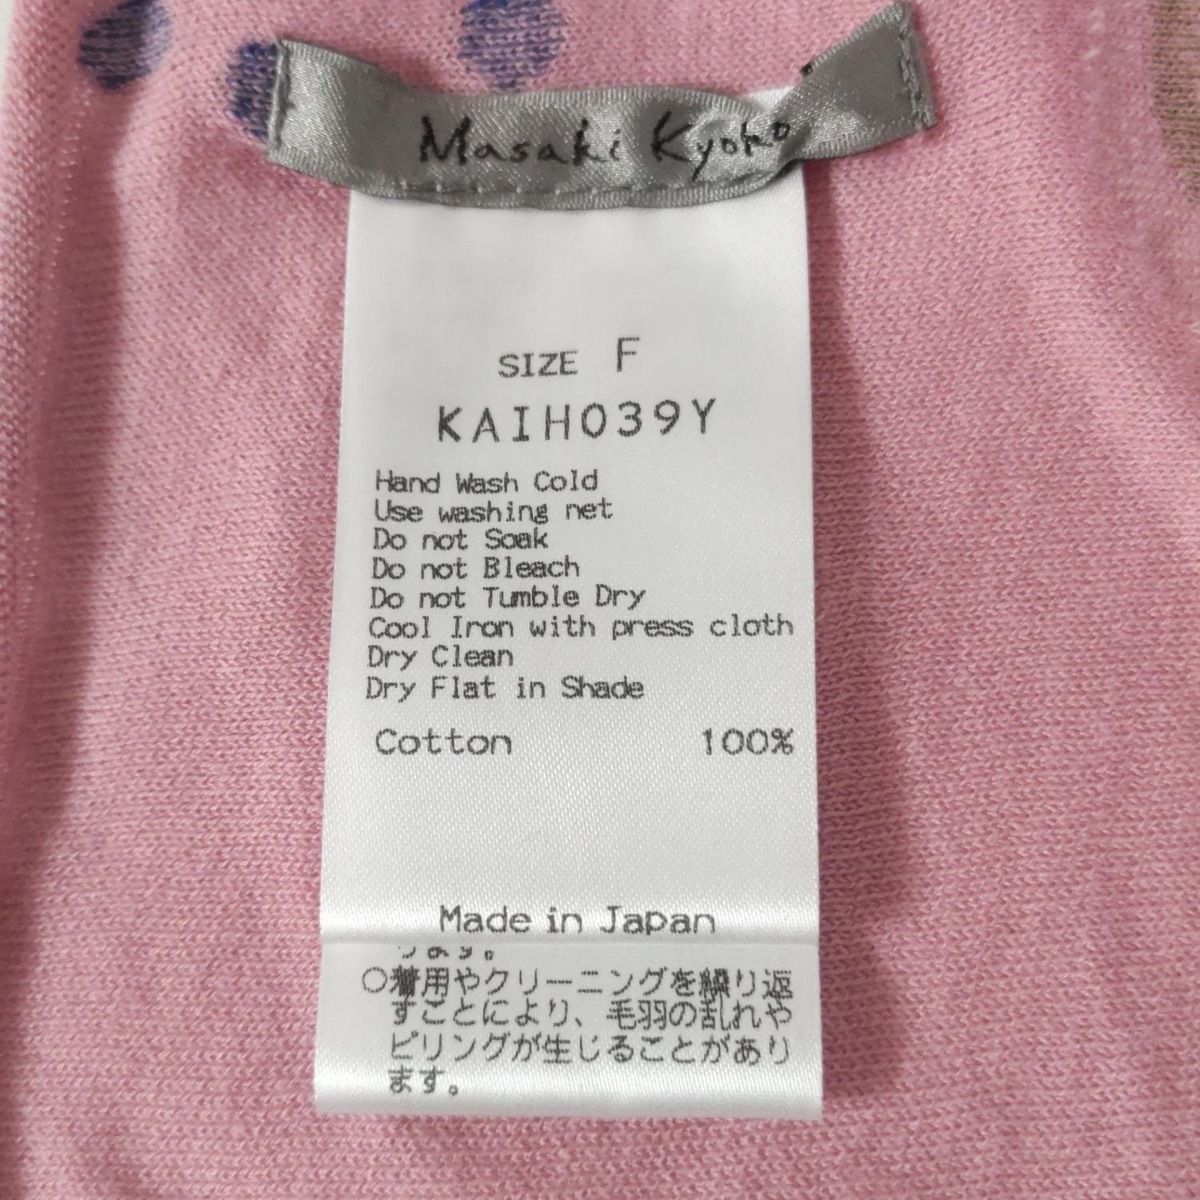 Masaki Kyoko
SIZE F
KAIH039Y
Hand Wash Cold
Use washing net
Do not Soak
Do not Bleach
Do not Tumble Dry
Cool Iron with press cloth
Dry Clean
Dry Flat in Shade
Cotton 100%
Made in Japan
ります。
○着用やクリーニングを繰り返
すことにより、毛羽の乱れや
ピリングが生じることがあり
ます。